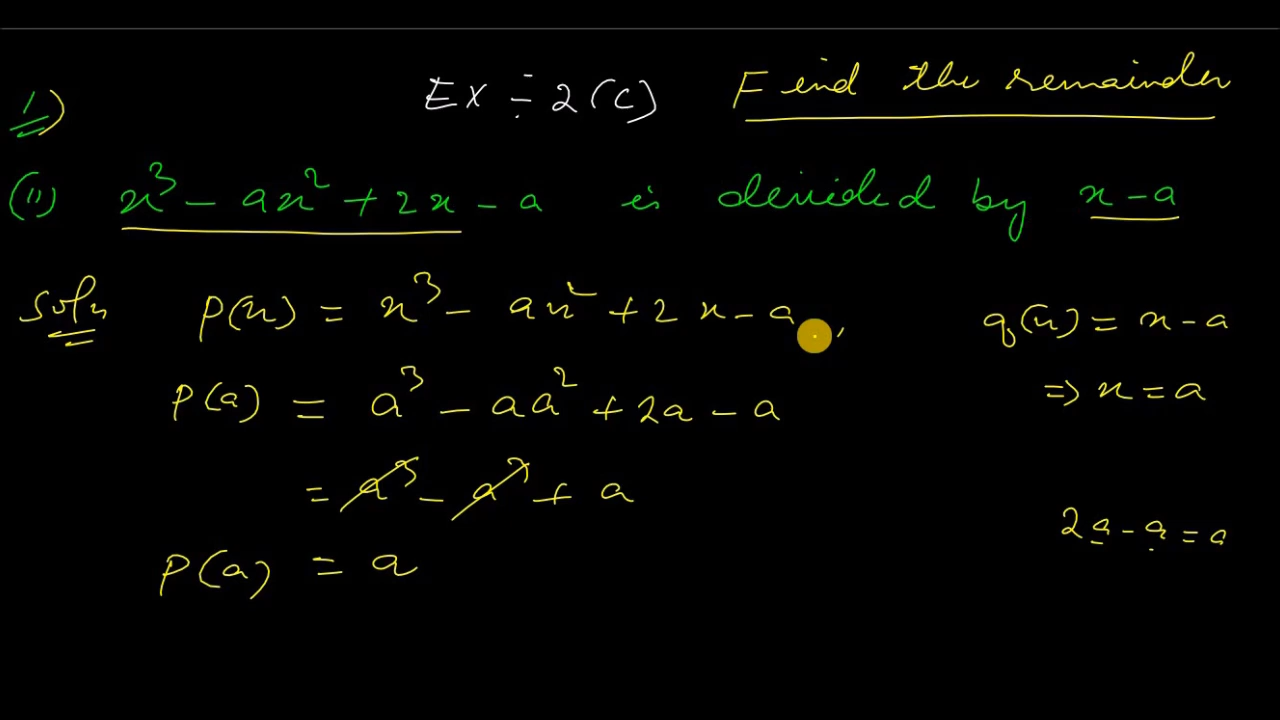 Ex ÷ 2(C) Find the remainder
1)
(ii) x³ - ax² + 2x - a is devided by x - a
Soln P(x) = x³ - ax² + 2x - a, q(x) = x - a
P(a) = a³ - aa² + 2a - a ⇒ x = a
= a³ - a³ + a
2a - a = a
P(a) = a